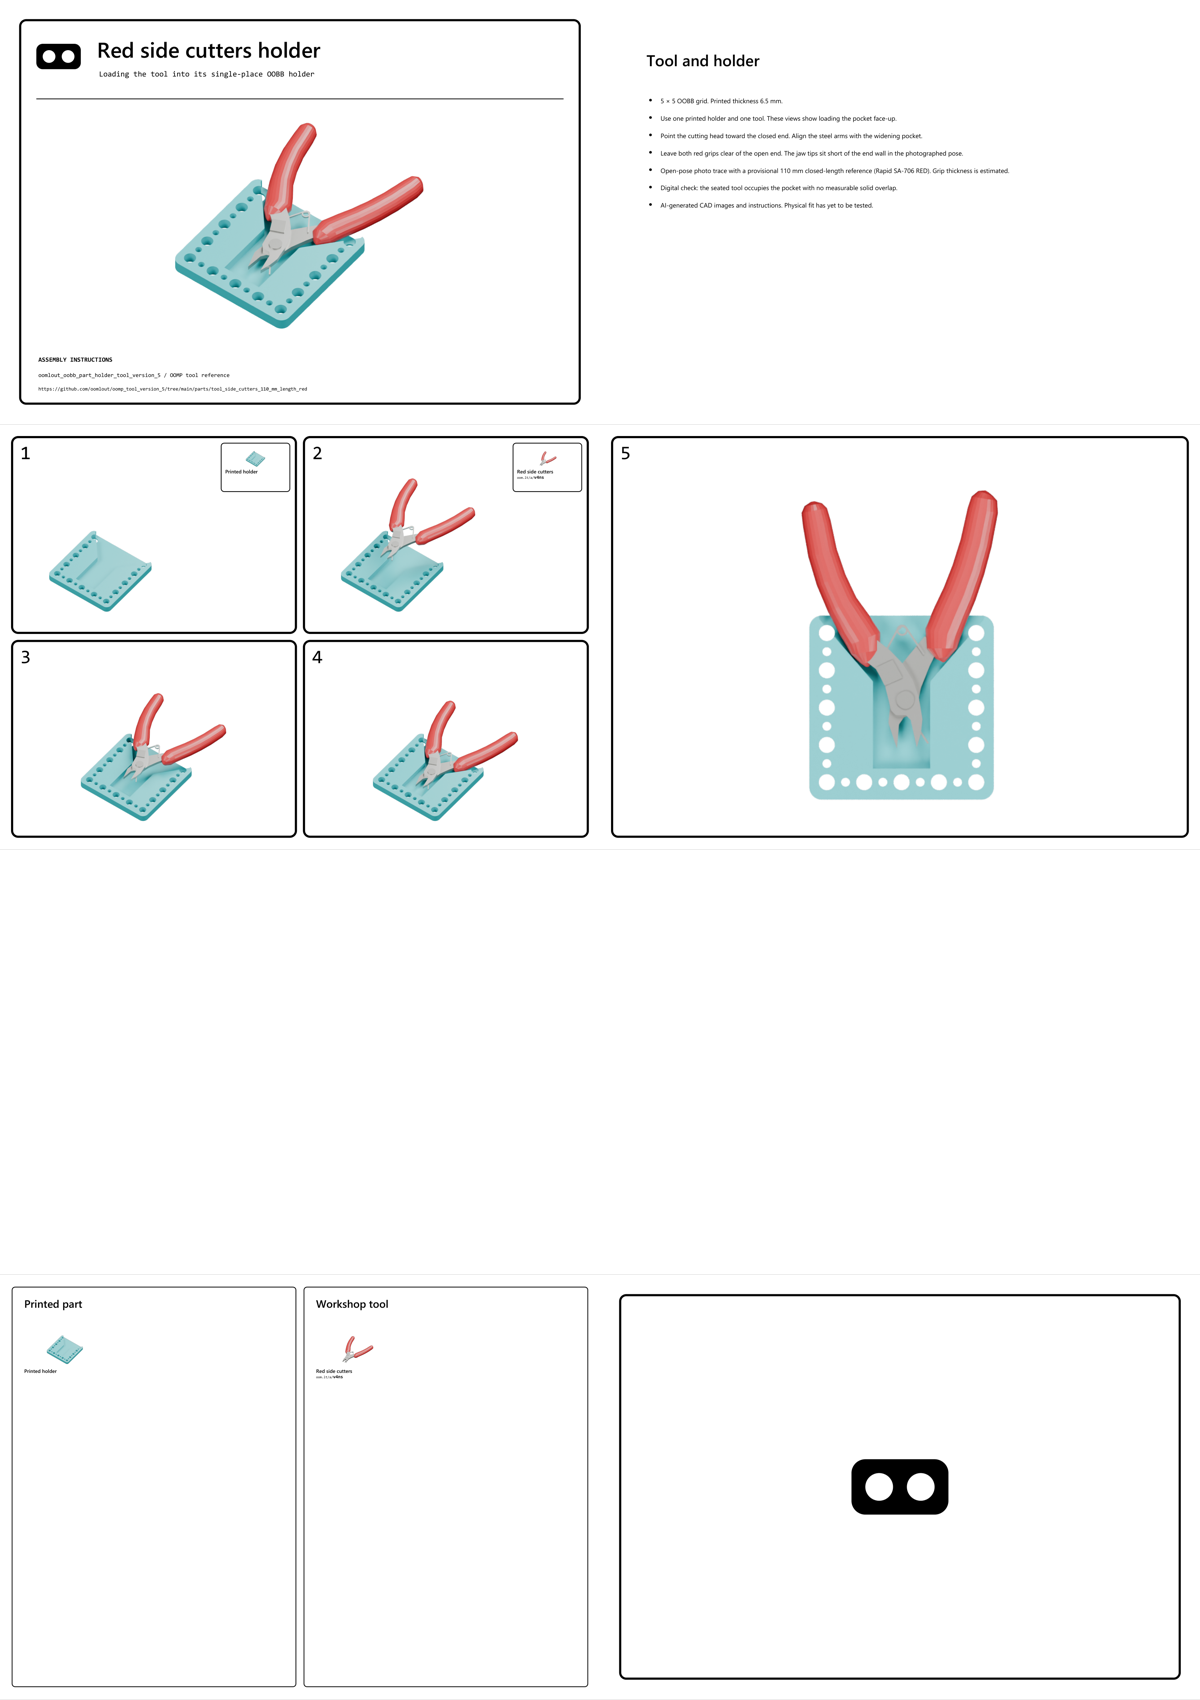 Red side cutters holder
Loading the tool into its single-place OOBB holder
ASSEMBLY INSTRUCTIONS
oomlout_oobb_part_holder_tool_version_5 / OOMP tool reference
https://github.com/oomlout/oomp_tool_version_5/tree/main/parts/tool_side_cutters_110_mm_length_red
Tool and holder
• 5 × 5 OOBB grid. Printed thickness 6.5 mm.
• Use one printed holder and one tool. These views show loading the pocket face-up.
• Point the cutting head toward the closed end. Align the steel arms with the widening pocket.
• Leave both red grips clear of the open end. The jaw tips sit short of the end wall in the photographed pose.
• Open-pose photo trace with a provisional 110 mm closed-length reference (Rapid SA-706 RED). Grip thickness is estimated.
• Digital check: the seated tool occupies the pocket with no measurable solid overlap.
• AI-generated CAD images and instructions. Physical fit has yet to be tested.
1
Printed holder
2
Red side cutters
3
4
5
Printed part
Printed holder
Workshop tool
Red side cutters